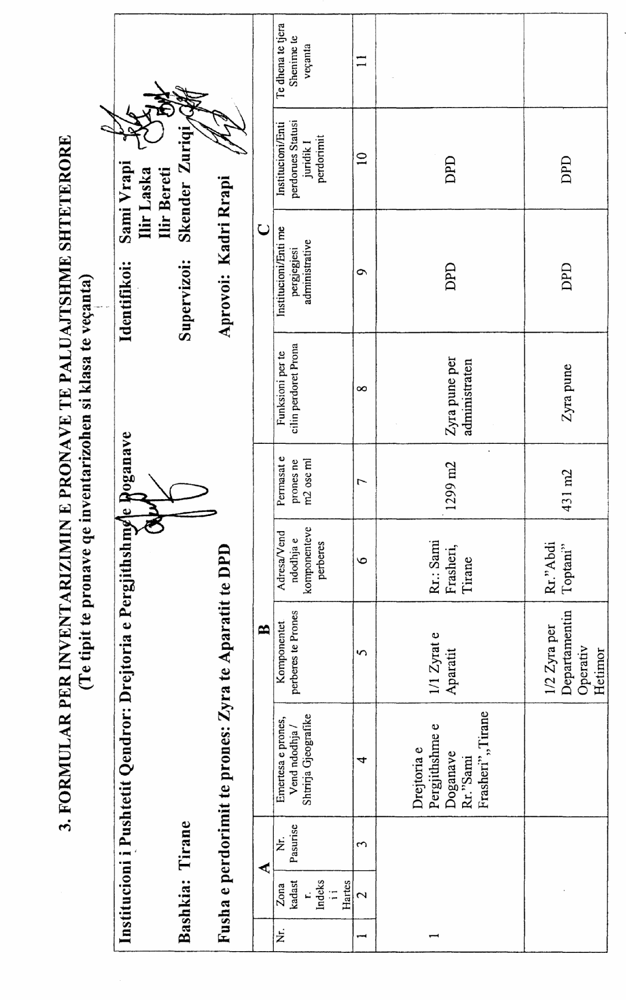 3. FORMULAR PER INVENTARIZIMIN E PRONAVE TE PALUAJTSHME SHTETERORE
(Te tipit te pronave qe inventarizohen si klasa te veçanta)
Institucioni i Pushtetit Qendror: Drejtoria e Pergjithshme e Doganave
Identifikoi: Sami Vrapi
Ilir Laska
Ilir Bereti
Bashkia: Tirane
Supervizoi: Skender Zuriqi
Fusha e perdorimit te prones: Zyra te Aparatit te DPD
Aprovoi: Kadri Rrapi
A
B
C
Nr.
Zona
kadast
r.
Indeks
i i
Hartes
Nr.
Pasurise
Emertesa e prones,
Vend ndodhja /
Shtrirja Gjeografike
Komponentet
perberes te Prones
Adresa/Vend
ndodhja e
komponenteve
perberes
Permasat e
prones ne
m2 ose ml
Funksioni per te
cilin perdoret Prona
Institucioni/Enti me
pergjegjesi
administrative
Institucioni/Enti
perdorues Statusi
juridik I
perdorimit
Te dhena te tjera
Shenime te
veçanta
1 2 3 4 5 6 7 8 9 10 11
1
Drejtoria e
Pergjithshme e
Doganave
Rr."Sami
Frasheri",,Tirane
1/1 Zyrat e
Aparatit
Rr.: Sami
Frasheri,
Tirane
1299 m2
Zyra pune per
administraten
DPD
DPD
1/2 Zyra per
Departamentin
Operativ
Hetimor
Rr."Abdi
Toptani"
431 m2
Zyra pune
DPD
DPD